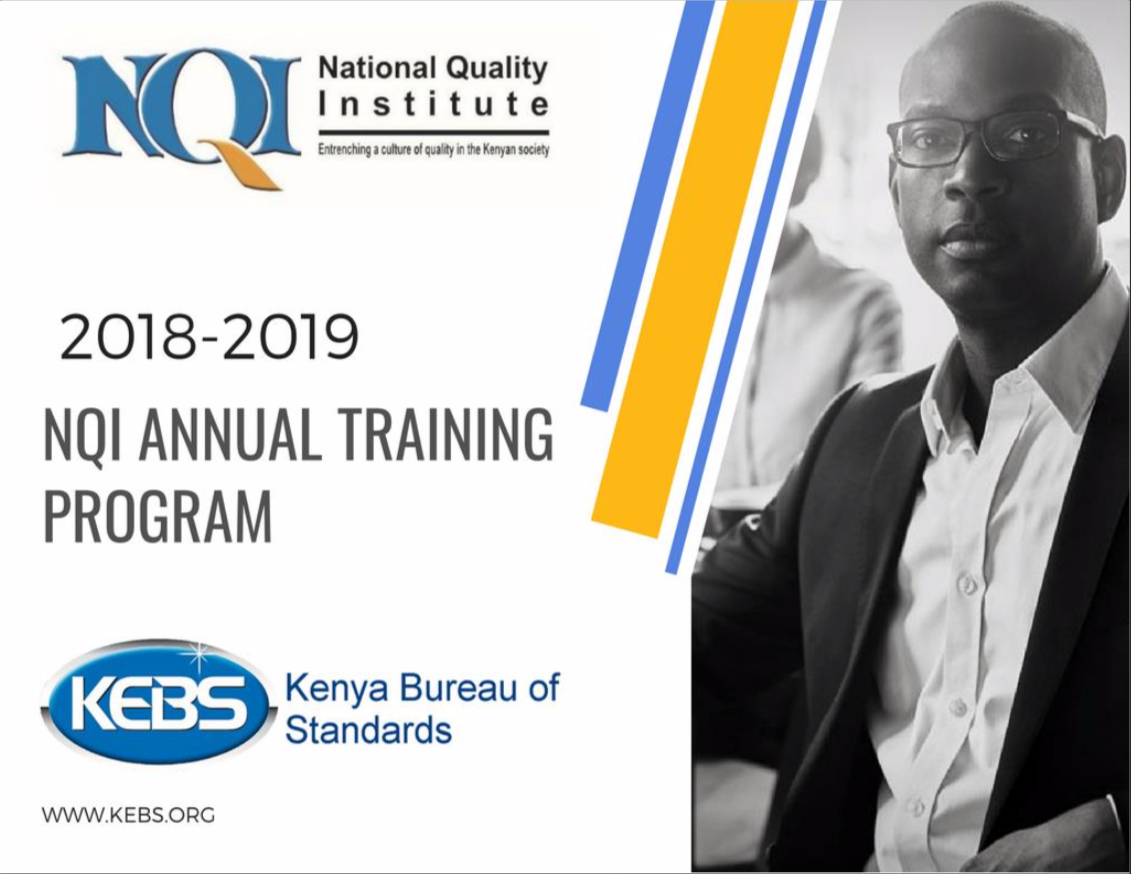 NQI
National Quality
Institute
Entrenching a culture of quality in the Kenyan society
2018-2019
NQI ANNUAL TRAINING
PROGRAM
KEBS
Kenya Bureau of
Standards
WWW.KEBS.ORG